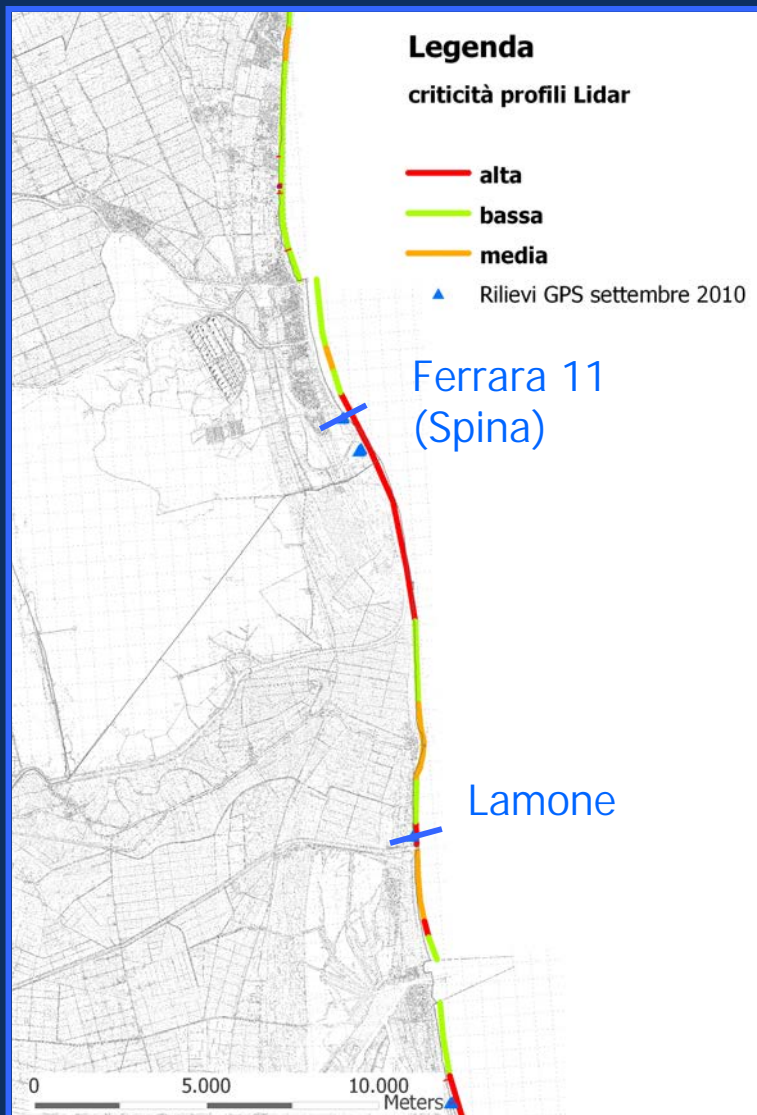 Legenda
criticità profili Lidar
alta
bassa
media
Rilievi GPS settembre 2010
Ferrara 11
(Spina)
Lamone
0 5.000 10.000
Meters